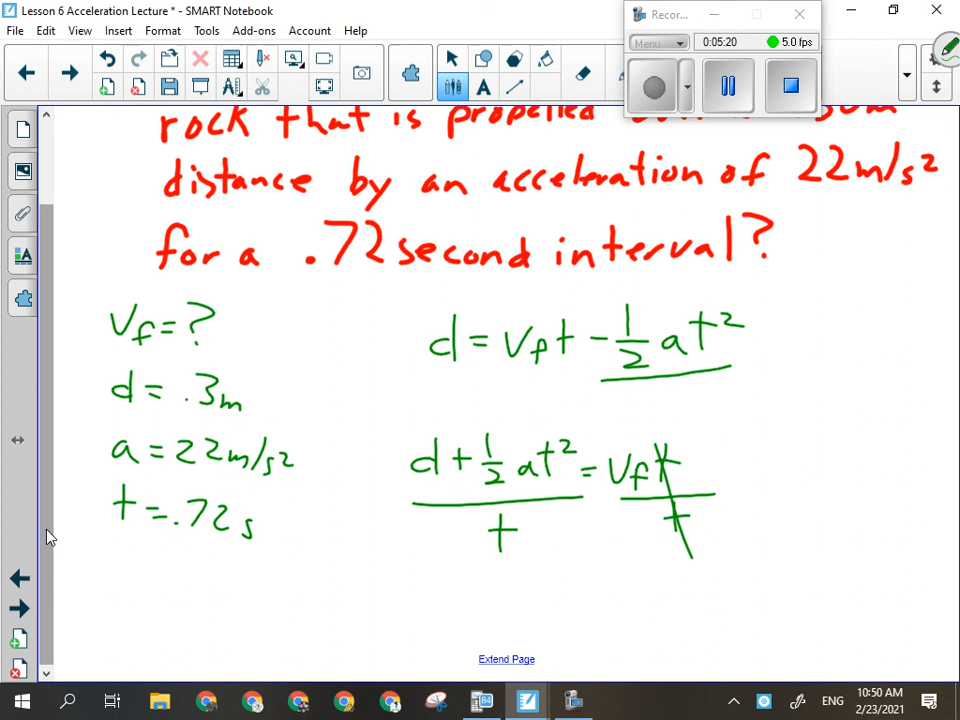 Lesson 6 Acceleration Lecture * - SMART Notebook
Recor...
File Edit View Insert Format Tools Add-ons Account Help
Menu 0:05:20 5.0 fps
rock that is propelled
distance by an acceleration of 22m/s²
for a .72 second interval?
Vf = ?
d = Vft - 1/2 at²
d = .3m
a = 22m/s²
d + 1/2 at² = Vft
t t
t = .72 s
Extend Page
ENG
10:50 AM
2/23/2021